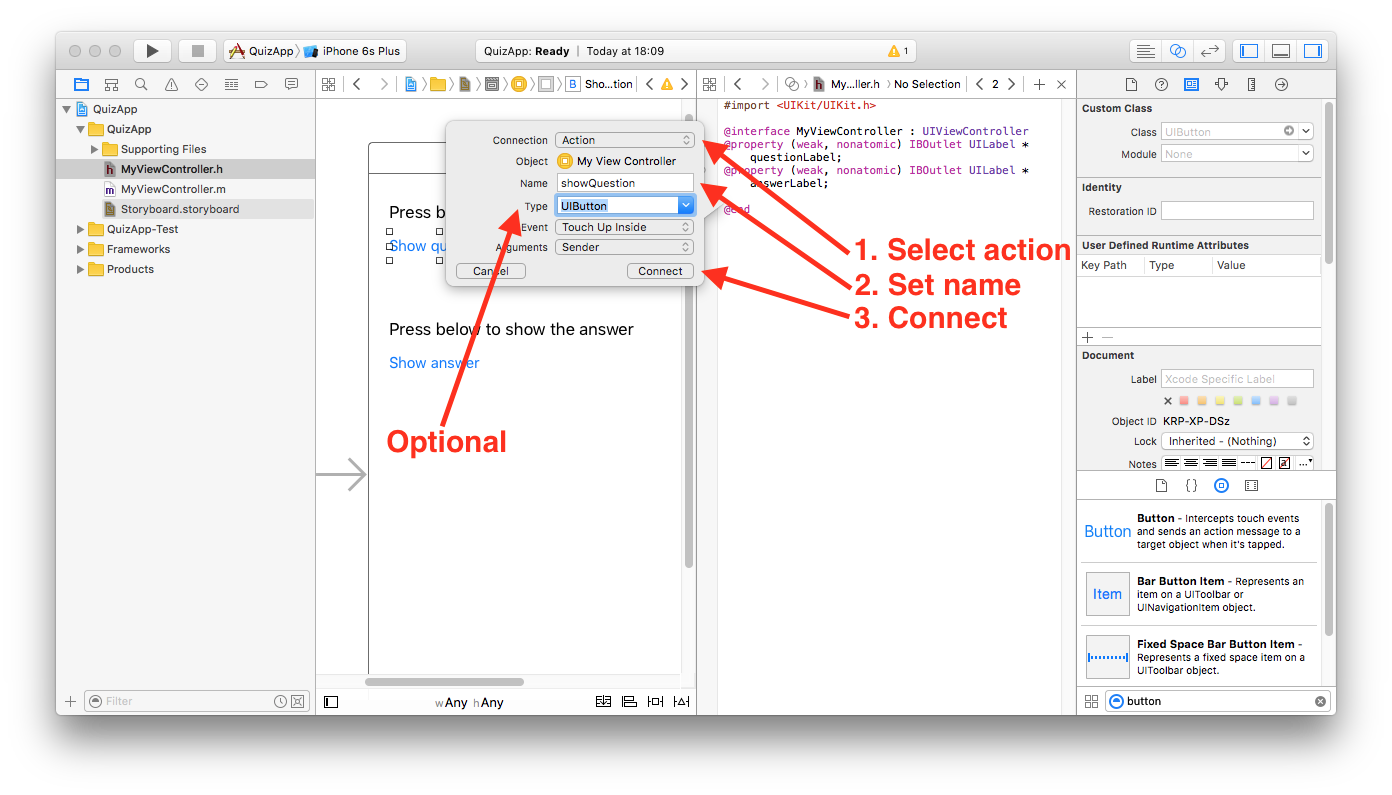 QuizApp iPhone 6s Plus
QuizApp: Ready | Today at 18:09
1
QuizApp
QuizApp
Supporting Files
MyViewController.h
MyViewController.m
Storyboard.storyboard
QuizApp-Test
Frameworks
Products
Filter
B Sho...tion
Press b
Show qu
Connection Action
Object My View Controller
Name showQuestion
Type UIButton
Event Touch Up Inside
Arguments Sender
Cancel Connect
Press below to show the answer
Show answer
Optional
wAny hAny
My...ller.h No Selection 2
#import <UIKit/UIKit.h>
@interface MyViewController : UIViewController
@property (weak, nonatomic) IBOutlet UILabel *
questionLabel;
@property (weak, nonatomic) IBOutlet UILabel *
answerLabel;
@end
1. Select action
2. Set name
3. Connect
Custom Class
Class UIButton
Module None
Identity
Restoration ID
User Defined Runtime Attributes
Key Path Type Value
Document
Label Xcode Specific Label
Object ID KRP-XP-DSz
Lock Inherited - (Nothing)
Notes
Button
Button - Intercepts touch events
and sends an action message to a
target object when it's tapped.
Item
Bar Button Item - Represents an
item on a UIToolbar or
UINavigationItem object.
Fixed Space Bar Button Item -
Represents a fixed space item on a
UIToolbar object.
button